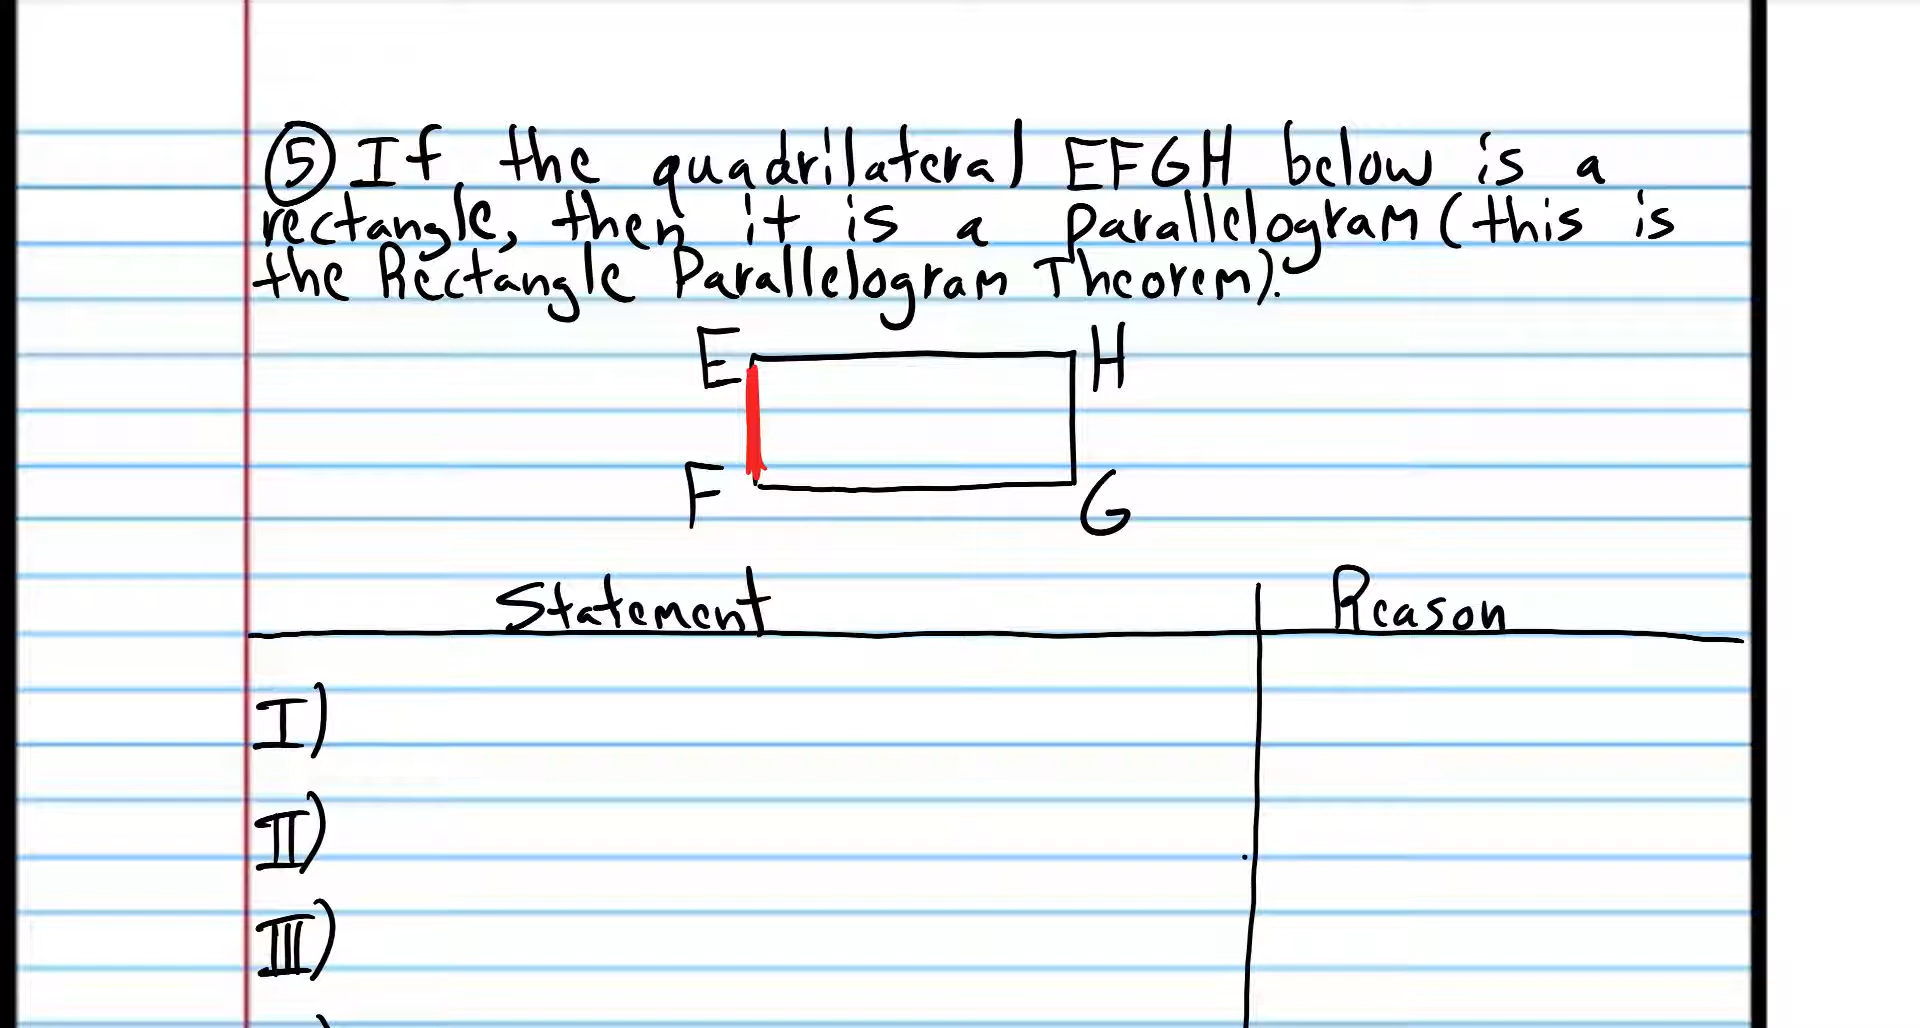 ⑤ If the quadrilateral EFGH below is a
rectangle, then it is a parallelogram (this is
the Rectangle Parallelogram Theorem).
E H
F G
Statement Reason
I)
II)
III)